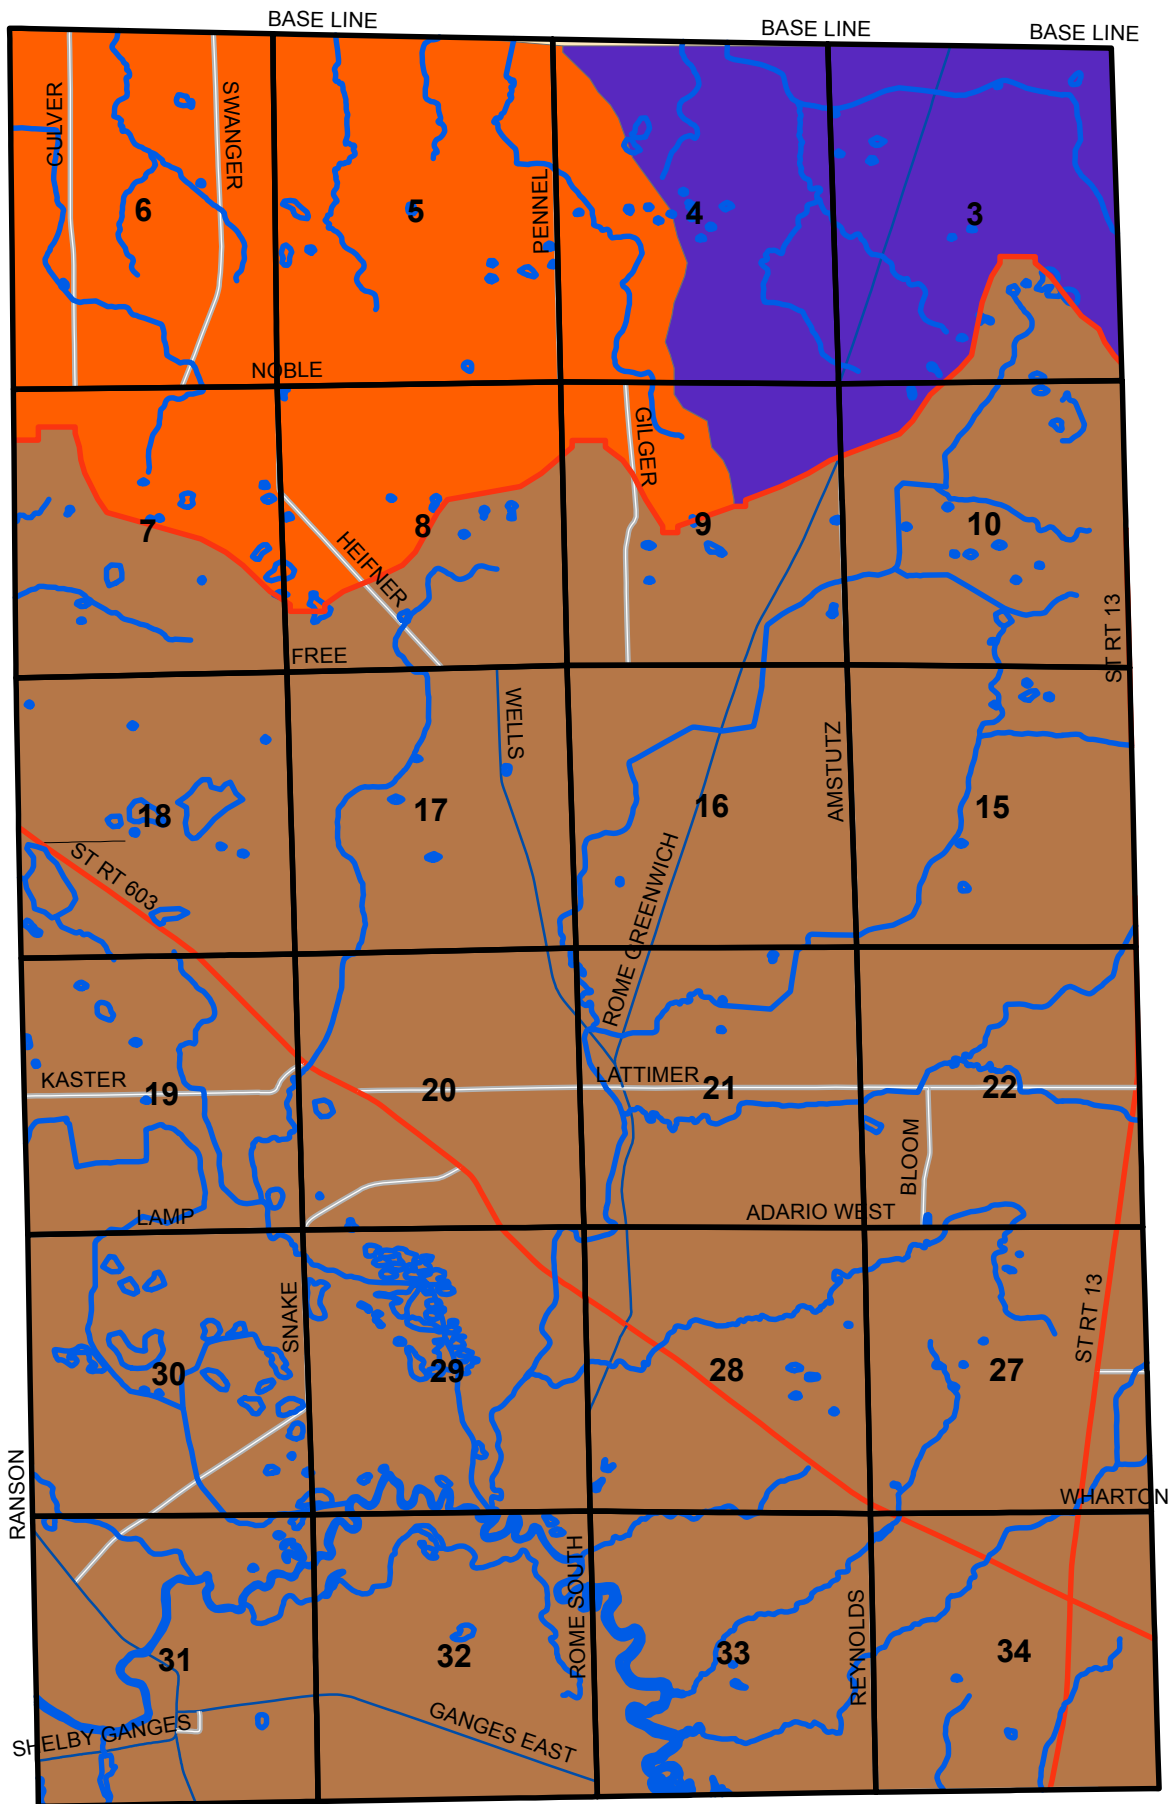 BASE LINE
BASE LINE
BASE LINE
CULVER
SWANGER
PENNEL
6
5
4
3
NOBLE
GILGER
7
8
9
10
HEIFNER
FREE
ST RT 13
WELLS
AMSTUTZ
18
17
16
15
ST RT 603
ROME GREENWICH
KASTER
19
20
LATTIMER
21
22
BLOOM
LAMP
ADARIO WEST
SNAKE
ST RT 13
30
29
28
27
RANSON
WHARTON
ROME SOUTH
REYNOLDS
31
32
33
34
SHELBY GANGES
GANGES EAST